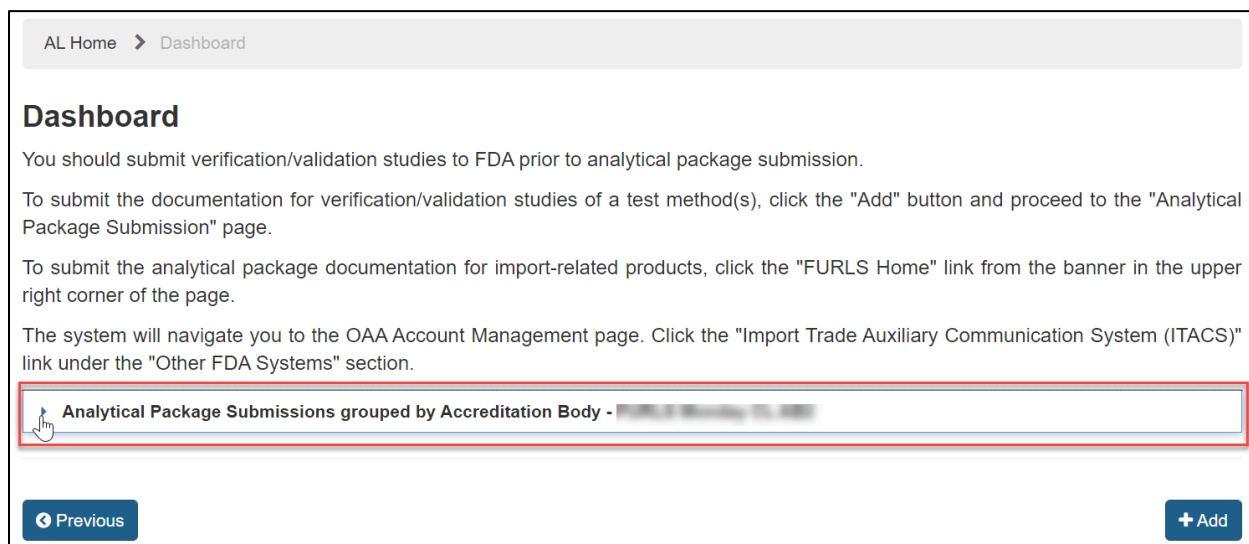 AL Home > Dashboard
Dashboard
You should submit verification/validation studies to FDA prior to analytical package submission.
To submit the documentation for verification/validation studies of a test method(s), click the "Add" button and proceed to the "Analytical
Package Submission" page.
To submit the analytical package documentation for import-related products, click the "FURLS Home" link from the banner in the upper
right corner of the page.
The system will navigate you to the OAA Account Management page. Click the "Import Trade Auxiliary Communication System (ITACS)"
link under the "Other FDA Systems" section.
Analytical Package Submissions grouped by Accreditation Body -
Previous
+ Add